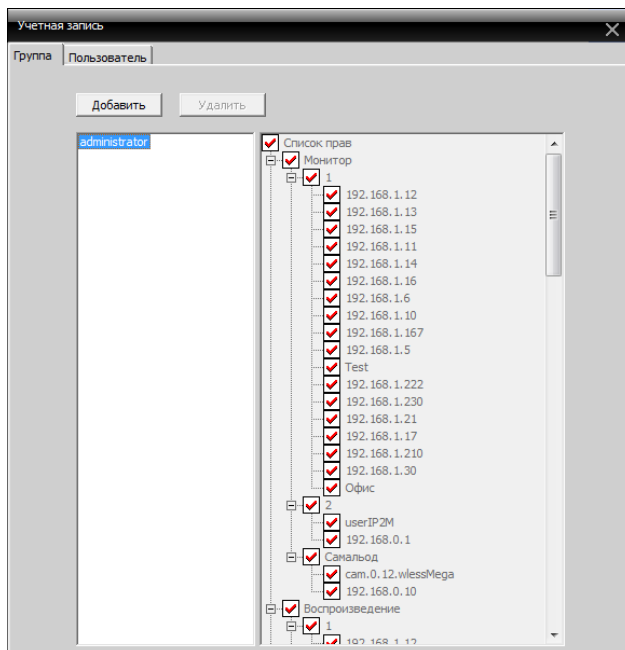 Учетная запись
Группа Пользователь
Добавить Удалить
administrator
Список прав
Монитор
1
192.168.1.12
192.168.1.13
192.168.1.15
192.168.1.11
192.168.1.14
192.168.1.16
192.168.1.6
192.168.1.10
192.168.1.167
192.168.1.5
Test
192.168.1.222
192.168.1.230
192.168.1.21
192.168.1.17
192.168.1.210
192.168.1.30
Офис
2
userIP2M
192.168.0.1
Самальод
cam.0.12.wlessMega
192.168.0.10
Воспроизведение
1
192.168.1.12